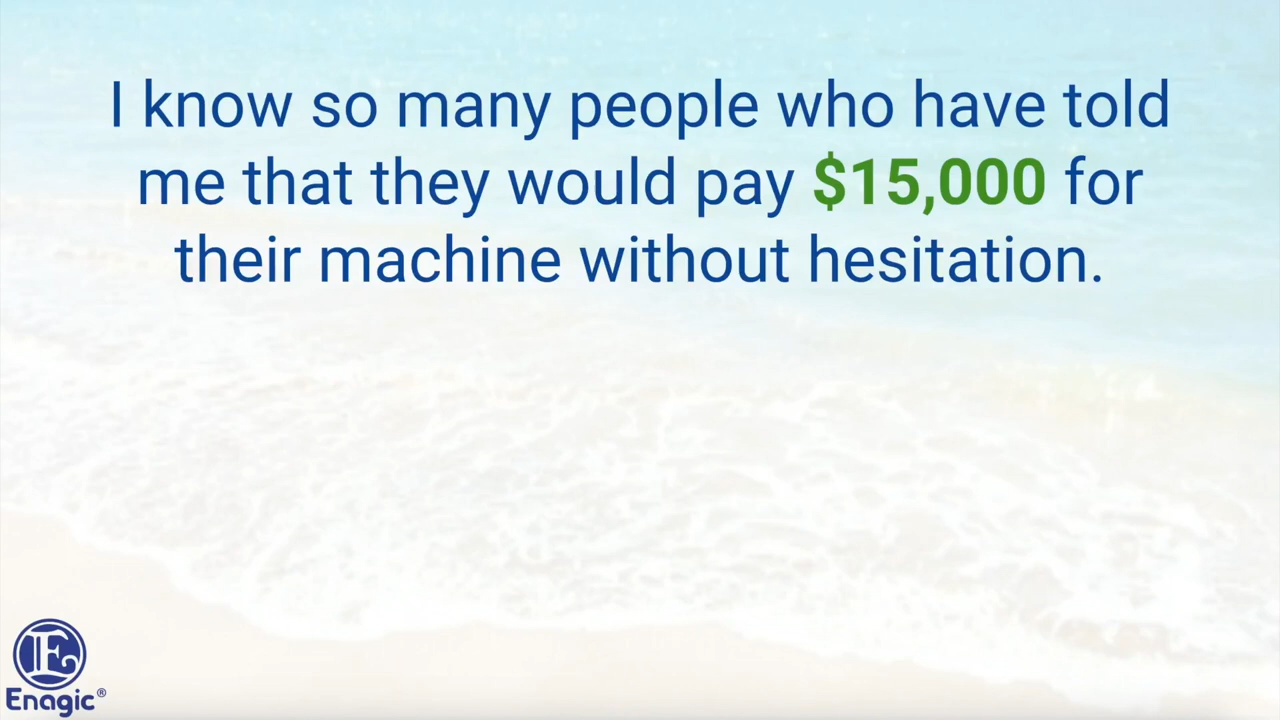 I know so many people who have told
me that they would pay $15,000 for
their machine without hesitation.
E
Enagic®